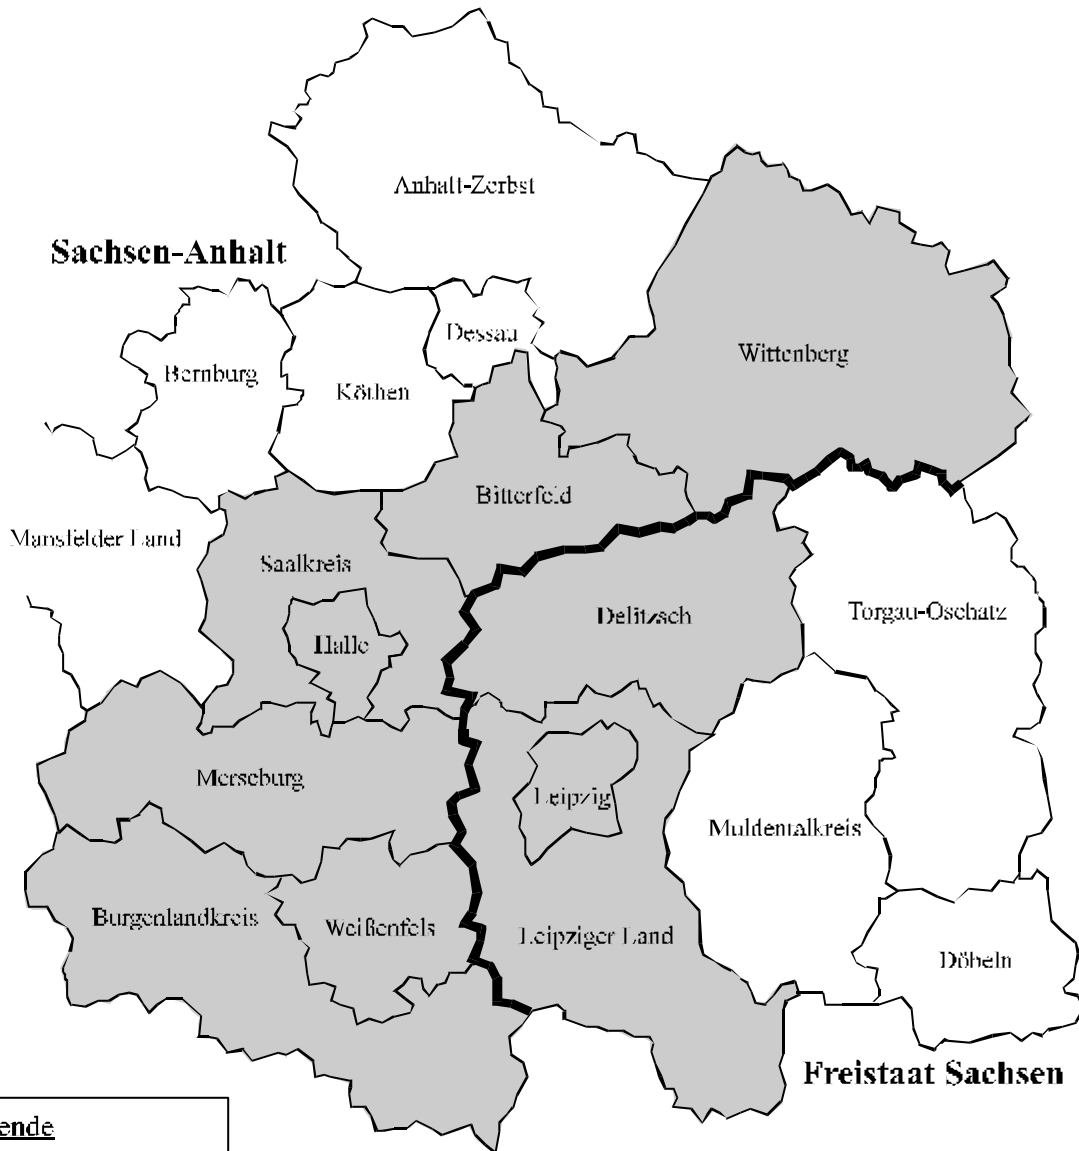 Anhalt-Zerbst
Sachsen-Anhalt
Dessau
Wittenberg
Bernburg
Köthen
Bitterfeld
Mansfelder Land
Saalkreis
Delitzsch
Torgau-Oschatz
Halle
Merseburg
Leipzig
Muldentalkreis
Burgenlandkreis
Weißenfels
Leipziger Land
Döbeln
Freistaat Sachsen
ende